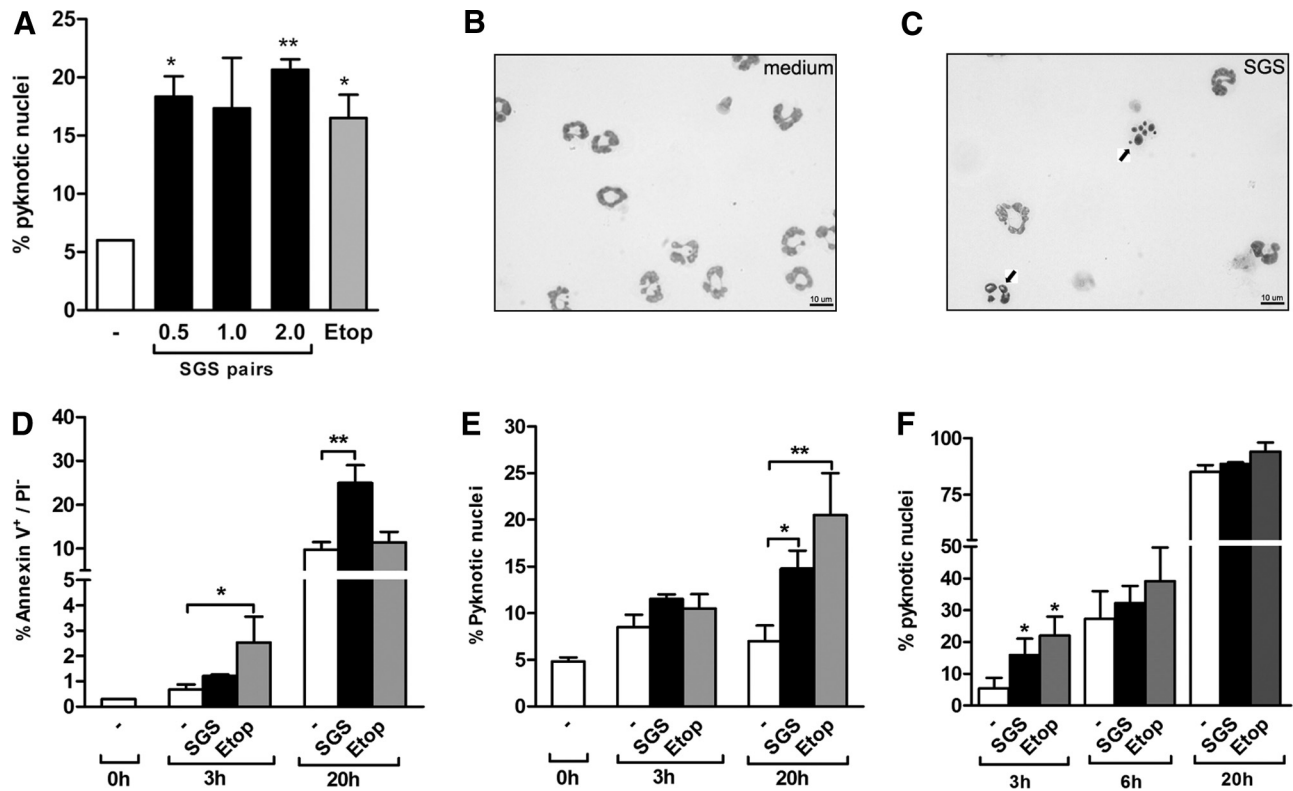 A
% pyknotic nuclei
25
20
15
10
5
0
*
**
*
-
0.5
1.0
2.0
Etop
SGS pairs
B
medium
10 um
C
SGS
10 um
D
% Annexin V⁺ / PI⁻
40
30
20
10
5
4
3
2
1
0
*
**
-
-
SGS
Etop
-
SGS
Etop
0h
3h
20h
E
% Pyknotic nuclei
30
25
20
15
10
5
0
*
**
-
-
SGS
Etop
-
SGS
Etop
0h
3h
20h
F
% pyknotic nuclei
100
75
50
40
30
20
10
0
*
*
-
SGS
Etop
-
SGS
Etop
-
SGS
Etop
3h
6h
20h